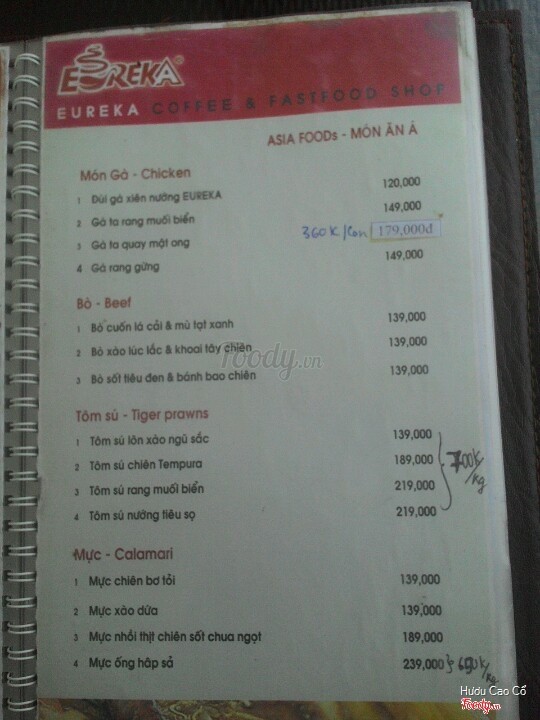 EUREKA®
EUREKA COFFEE & FASTFOOD SHOP
ASIA FOODs - MÓN ĂN Á
Món Gà - Chicken
1 Đùi gà xiên nướng EUREKA 120,000
2 Gà ta rang muối biển 149,000
3 Gà ta quay mật ong 360K/con 179,000đ
4 Gà rang gừng 149,000
Bò - Beef
1 Bò cuốn lá cải & mù tạt xanh 139,000
2 Bò xào lúc lắc & khoai tây chiên 139,000
3 Bò sốt tiêu đen & bánh bao chiên 139,000
foody.vn
Tôm sú - Tiger prawns
1 Tôm sú lăn xào ngũ sắc 139,000
2 Tôm sú chiên Tempura 189,000
700K/kg
3 Tôm sú rang muối biển 219,000
4 Tôm sú nướng tiêu sọ 219,000
Mực - Calamari
1 Mực chiên bơ tỏi 139,000
2 Mực xào dứa 139,000
3 Mực nhồi thịt chiên sốt chua ngọt 189,000
4 Mực ống hấp sả 239,000
Hươu Cao Cổ
Foody.vn